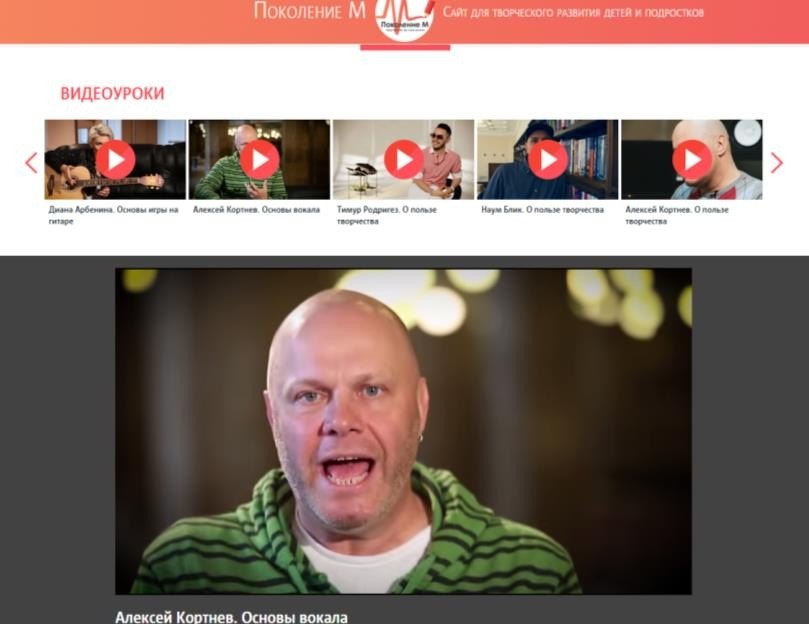 Поколение М
Поколение М
Сайт для творческого развития детей и подростков
ВИДЕОУРОКИ
Диана Арбенина. Основы игры на
гитаре
Алексей Кортнев. Основы вокала
Тимур Родригез. О пользе
творчества
Наум Блик. О пользе творчества
Алексей Кортнев. О пользе
творчества
Алексей Кортнев. Основы вокала